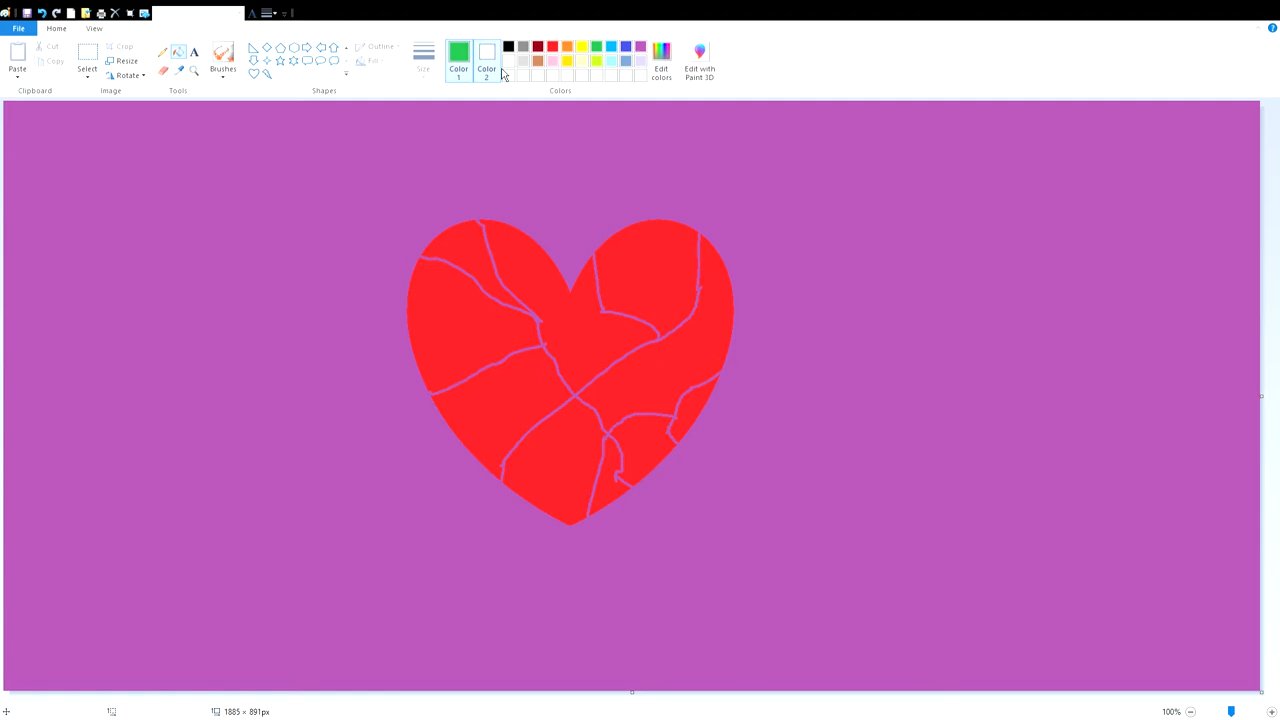 File Home View
Paste Cut Copy Clipboard
Select Crop Resize Rotate Image
A Tools
Brushes
Outline Fill Shapes
Size
Color 1 Color 2
Edit colors
Colors
Edit with Paint 3D
1885 × 891px 100%